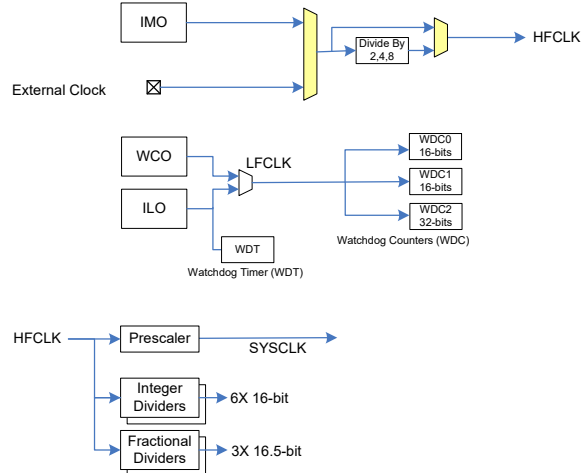 IMO
Divide By
2,4,8
HFCLK
External Clock
WCO
LFCLK
WDC0
16-bits
WDC1
16-bits
ILO
WDC2
32-bits
WDT
Watchdog Counters (WDC)
Watchdog Timer (WDT)
HFCLK
Prescaler
SYSCLK
Integer
Dividers
6X 16-bit
Fractional
Dividers
3X 16.5-bit